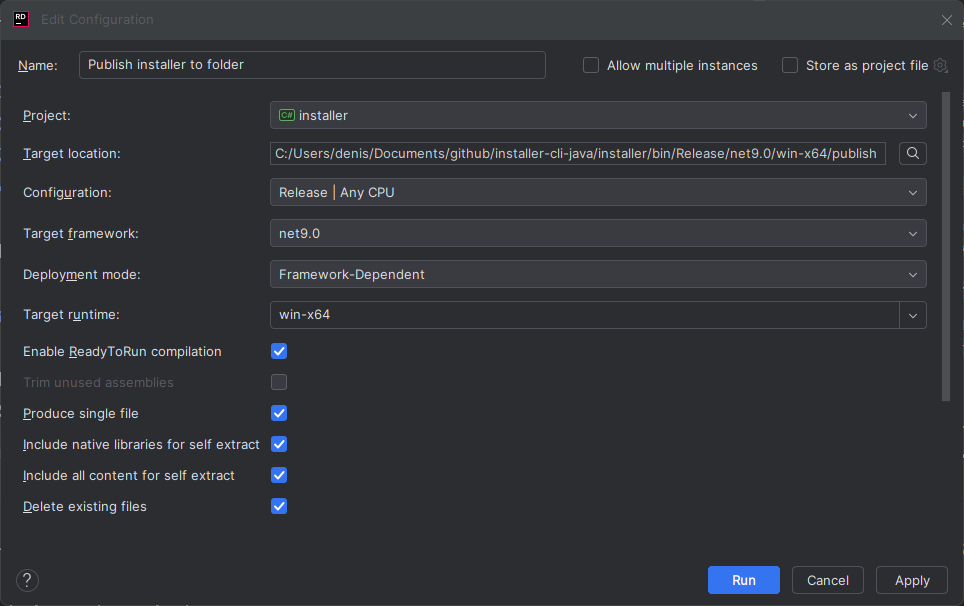 RD
Edit Configuration
Name: Publish installer to folder Allow multiple instances Store as project file
Project: C# installer
Target location: C:/Users/denis/Documents/github/installer-cli-java/installer/bin/Release/net9.0/win-x64/publish
Configuration: Release | Any CPU
Target framework: net9.0
Deployment mode: Framework-Dependent
Target runtime: win-x64
Enable ReadyToRun compilation
Trim unused assemblies
Produce single file
Include native libraries for self extract
Include all content for self extract
Delete existing files
? Run Cancel Apply